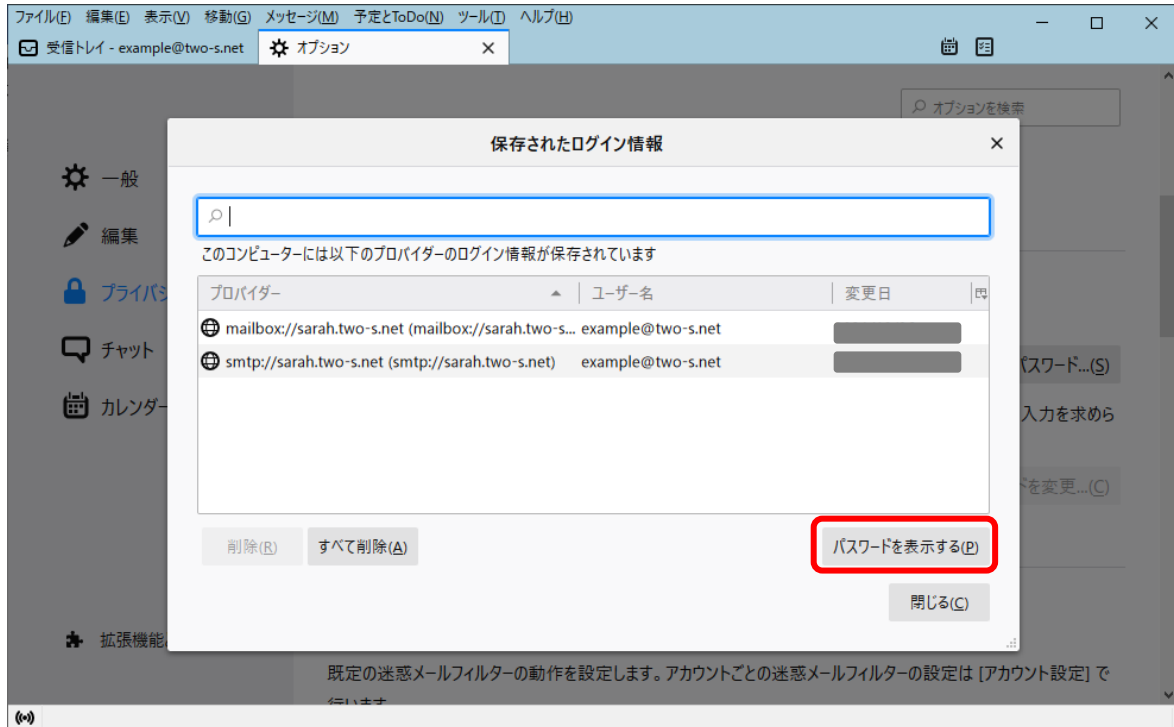 ファイル(F) 編集(E) 表示(V) 移動(G) メッセージ(M) 予定とToDo(N) ツール(T) ヘルプ(H)
受信トレイ - example@two-s.net オプション
オプションを検索
保存されたログイン情報
一般
編集
このコンピューターには以下のプロバイダーのログイン情報が保存されています
プライバシ プロバイダー ユーザー名 変更日
mailbox://sarah.two-s.net (mailbox://sarah.two-s... example@two-s.net
チャット
smtp://sarah.two-s.net (smtp://sarah.two-s.net) example@two-s.net
パスワード...(S)
カレンダー
入力を求めら
ドを変更...(C)
削除(R) すべて削除(A) パスワードを表示する(P)
閉じる(C)
拡張機能
既定の迷惑メールフィルターの動作を設定します。アカウントごとの迷惑メールフィルターの設定は [アカウント設定] で
行います